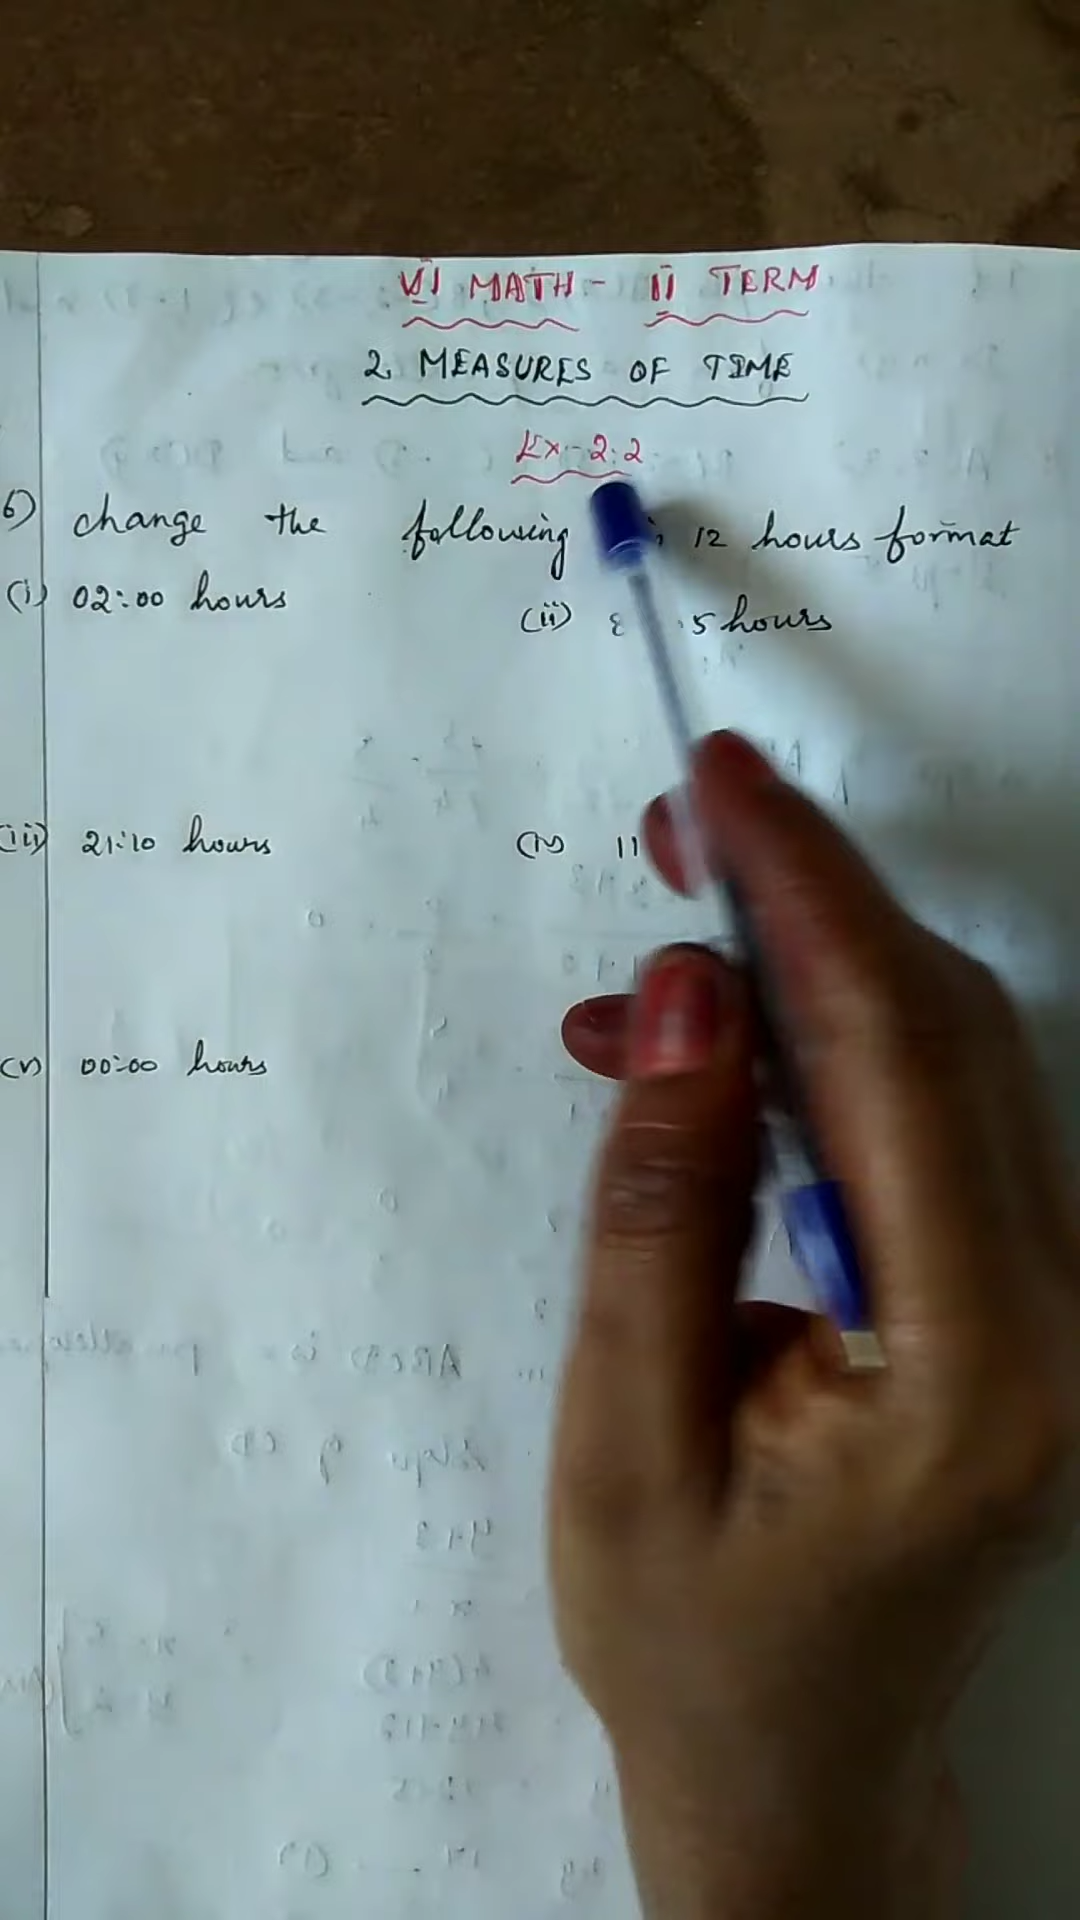 VI MATH - II TERM
2. MEASURES OF TIME
Ex - 2.2
6) change the following 12 hours format
(i) 02:00 hours (ii) hours
(iii) 21:10 hours (iv) 11
(v) 00:00 hours